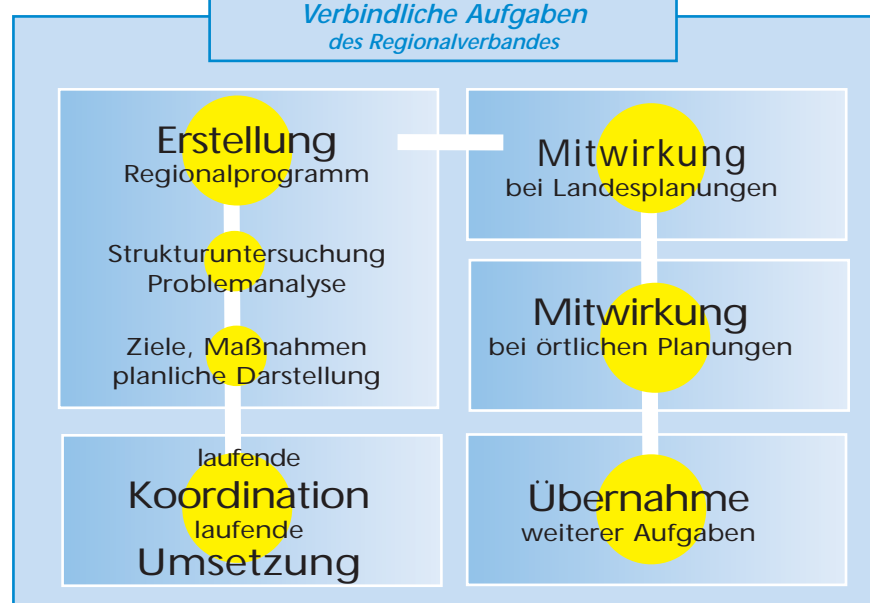 Verbindliche Aufgaben
des Regionalverbandes
Erstellung
Regionalprogramm
Strukturuntersuchung
Problemanalyse
Ziele, Maßnahmen
planliche Darstellung
laufende
Koordination
laufende
Umsetzung
Mitwirkung
bei Landesplanungen
Mitwirkung
bei örtlichen Planungen
Übernahme
weiterer Aufgaben